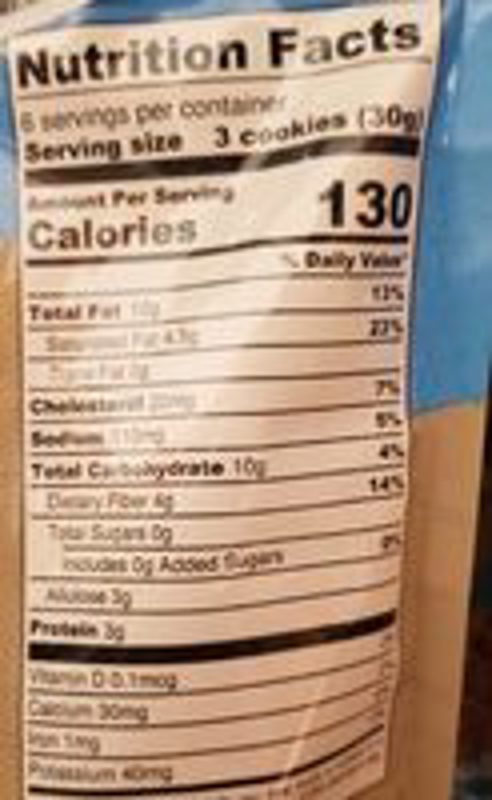 Nutrition Facts
6 servings per container
Serving size 3 cookies (30g)
Amount Per Serving
Calories 130
% Daily Value*
Total Fat 10g 13%
Saturated Fat 4.5g 23%
Trans Fat 0g
Cholesterol 20mg 7%
Sodium 110mg 5%
Total Carbohydrate 10g 4%
Dietary Fiber 4g 14%
Total Sugars 0g
Includes 0g Added Sugars 0%
Allulose 3g
Protein 3g
Vitamin D 0.1mcg
Calcium 30mg
Iron 1mg
Potassium 40mg